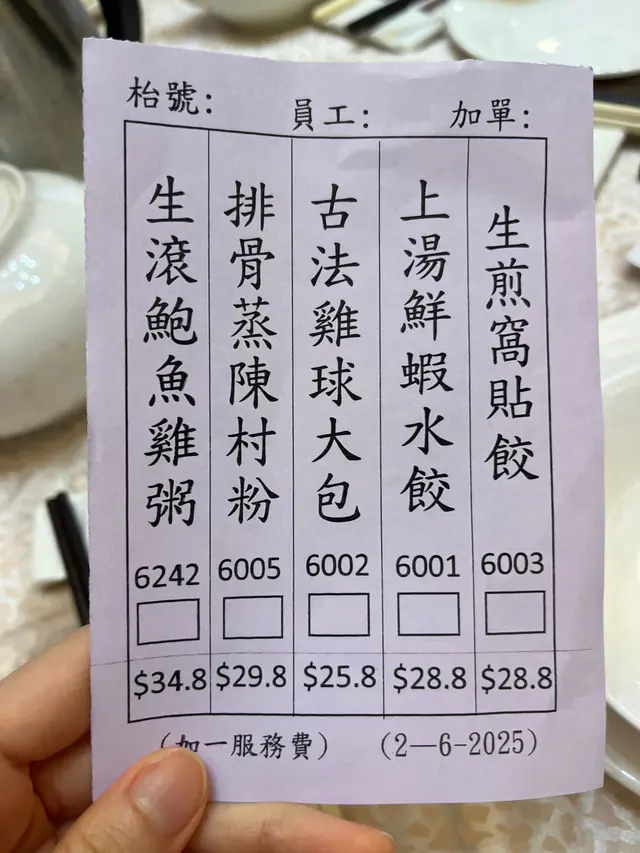 枱號: 員工: 加單:
生煎窩貼餃
6003
$28.8
上湯鮮蝦水餃
6001
$28.8
古法雞球大包
6002
$25.8
排骨蒸陳村粉
6005
$29.8
生滾鮑魚雞粥
6242
$34.8
(加一服務費) (2—6-2025)